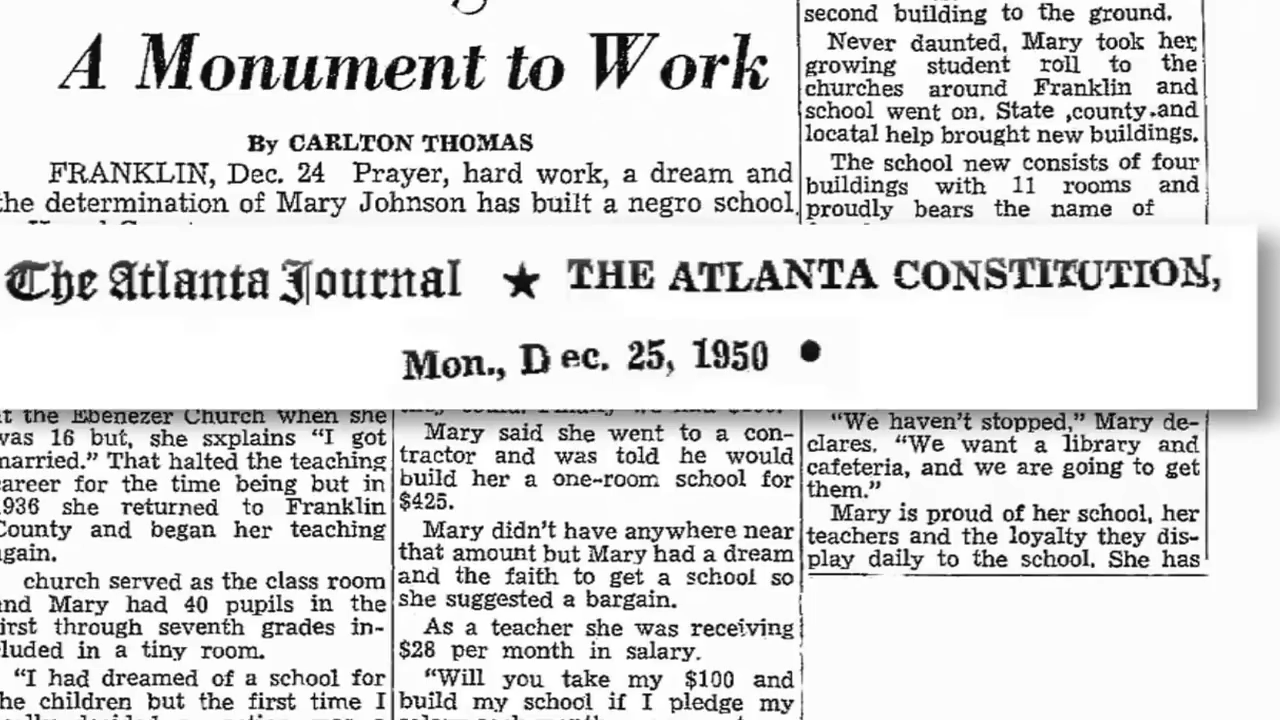 A Monument to Work
By CARLTON THOMAS
FRANKLIN, Dec. 24 Prayer, hard work, a dream and
the determination of Mary Johnson has built a negro school
second building to the ground.
Never daunted, Mary took her
growing student roll to the
churches around Franklin and
school went on. State ,county.and
locatal help brought new buildings.
The school new consists of four
buildings with 11 rooms and
proudly bears the name of
The Atlanta Journal ★ THE ATLANTA CONSTITUTION,
Mon., Dec. 25, 1950 •
at the Ebenezer Church when she
was 16 but, she sxplains "I got
married." That halted the teaching
career for the time being but in
1936 she returned to Franklin
County and began her teaching
again.
church served as the class room
and Mary had 40 pupils in the
first through seventh grades in-
cluded in a tiny room.
"I had dreamed of a school for
the children but the first time I
Mary said she went to a con-
tractor and was told he would
build her a one-room school for
$425.
Mary didn't have anywhere near
that amount but Mary had a dream
and the faith to get a school so
she suggested a bargain.
As a teacher she was receiving
$28 per month in salary.
"Will you take my $100 and
build my school if I pledge my
"We haven't stopped," Mary de-
clares. "We want a library and
cafeteria, and we are going to get
them."
Mary is proud of her school, her
teachers and the loyalty they dis-
play daily to the school. She has